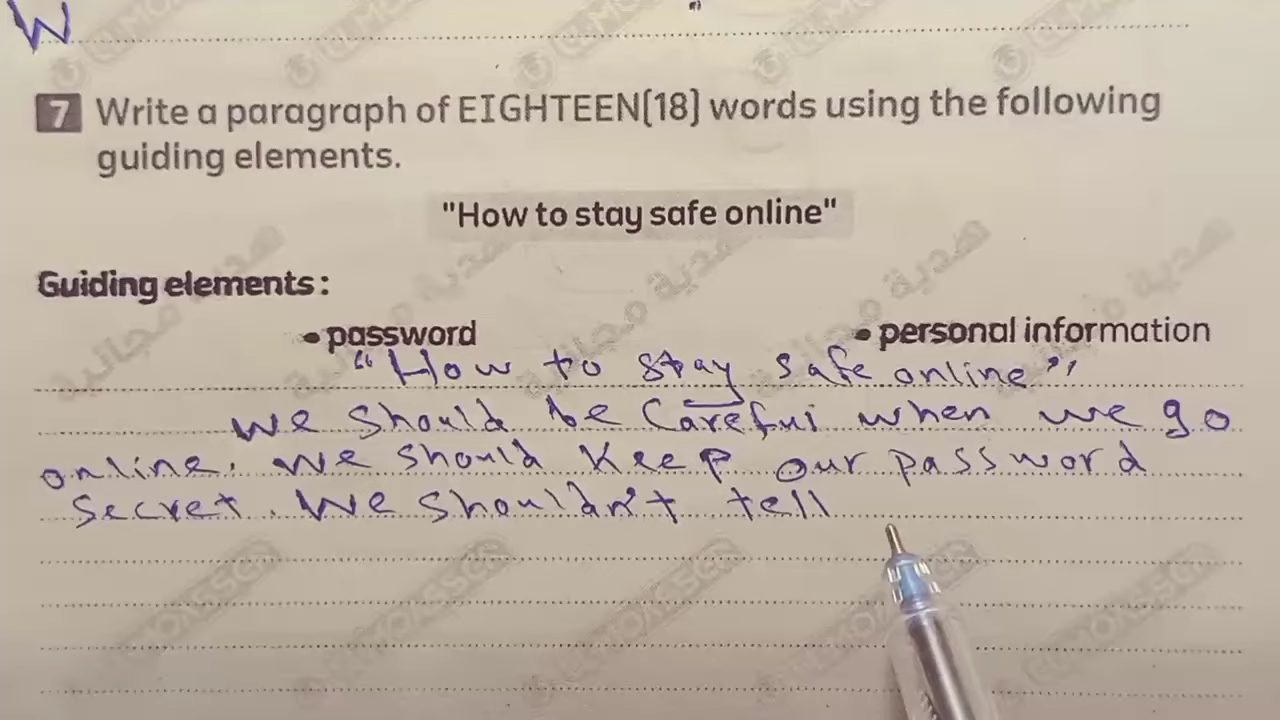 W
7 Write a paragraph of EIGHTEEN(18) words using the following
guiding elements.
"How to stay safe online"
Guiding elements:
• password • personal information
"How to stay safe online"
We should be Careful when we go
online. We should Keep our password
Secret. We shouldn't tell